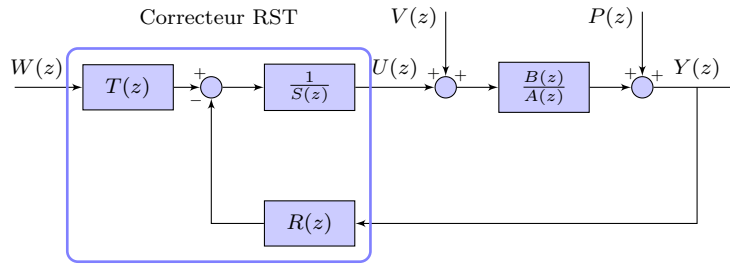 Correcteur RST
V(z)
P(z)
W(z)
T(z)
+
−
1
S(z)
U(z)
+
+
B(z)
A(z)
+
+
Y(z)
R(z)